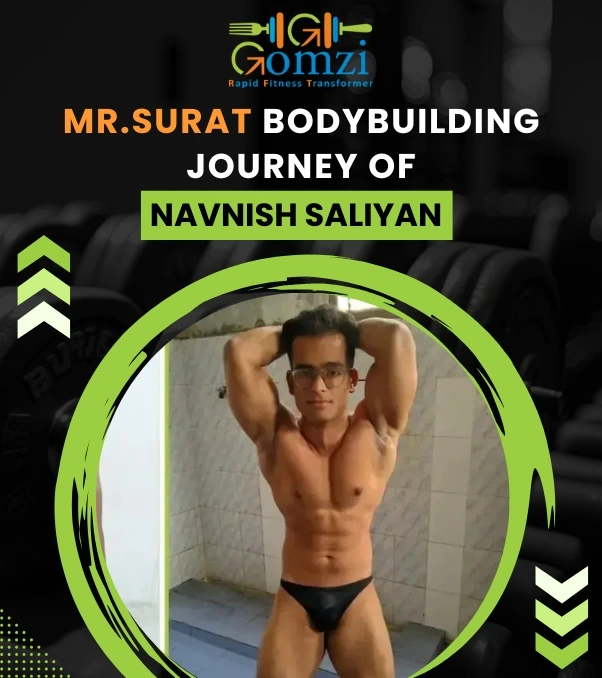 Gomzi
Rapid Fitness Transformer
MR.SURAT BODYBUILDING
JOURNEY OF
NAVNISH SALIYAN